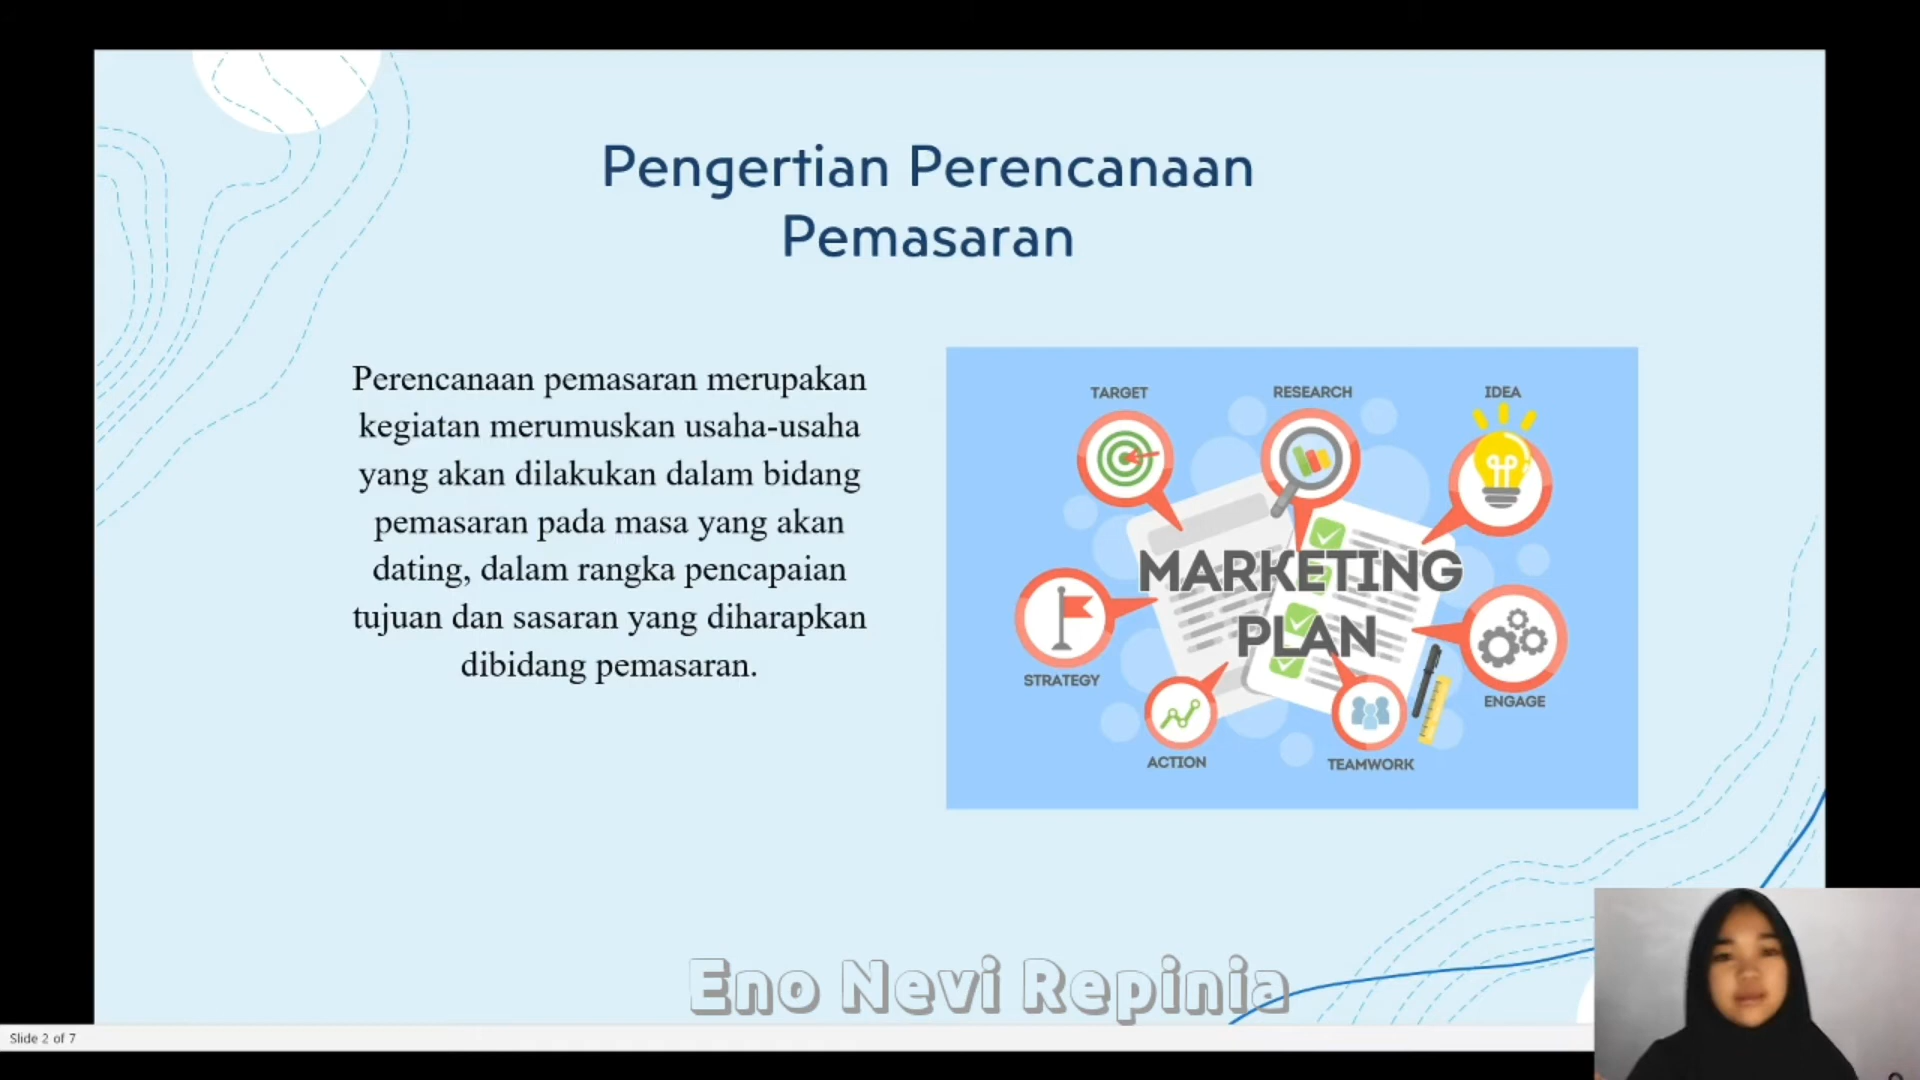 Pengertian Perencanaan
Pemasaran
Perencanaan pemasaran merupakan
kegiatan merumuskan usaha-usaha
yang akan dilakukan dalam bidang
pemasaran pada masa yang akan
dating, dalam rangka pencapaian
tujuan dan sasaran yang diharapkan
dibidang pemasaran.
TARGET
RESEARCH
IDEA
MARKETING
PLAN
STRATEGY
ENGAGE
ACTION
TEAMWORK
Eno Nevi Repinia
Slide 2 of 7